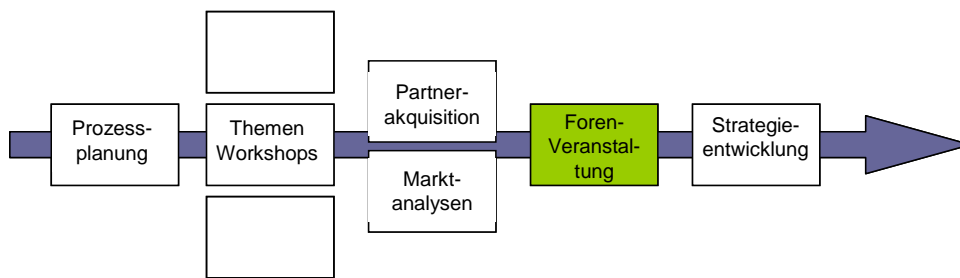 Prozess-
planung
Themen
Workshops
Partner-
akquisition
Markt-
analysen
Foren-
Veranstal-
tung
Strategie-
entwicklung